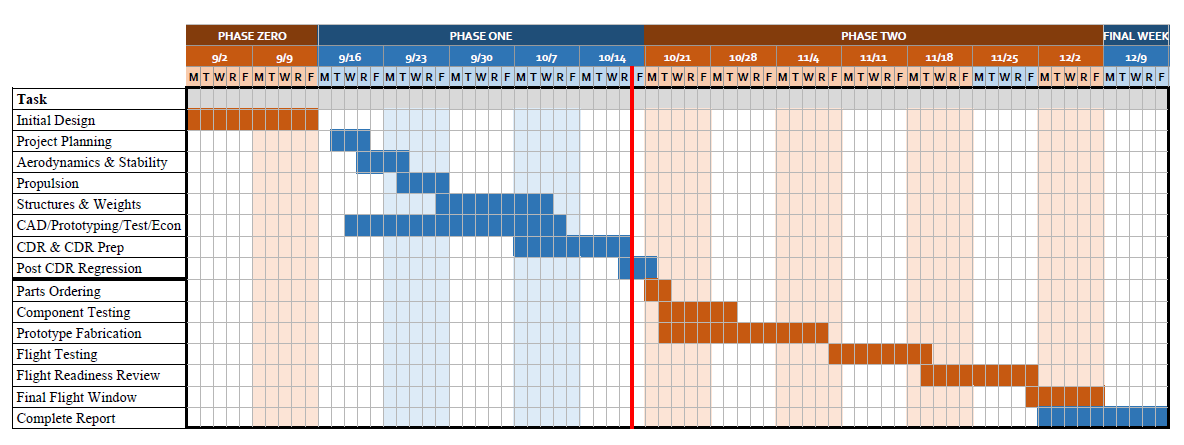 PHASE ZERO PHASE ONE PHASE TWO FINAL WEEK
9/2 9/9 9/16 9/23 9/30 10/7 10/14 10/21 10/28 11/4 11/11 11/18 11/25 12/2 12/9
M T W R F M T W R F M T W R F M T W R F M T W R F M T W R F M T W R F M T W R F M T W R F M T W R F M T W R F M T W R F M T W R F M T W R F M T W R F
Task
Initial Design
Project Planning
Aerodynamics & Stability
Propulsion
Structures & Weights
CAD/Prototyping/Test/Econ
CDR & CDR Prep
Post CDR Regression
Parts Ordering
Component Testing
Prototype Fabrication
Flight Testing
Flight Readiness Review
Final Flight Window
Complete Report